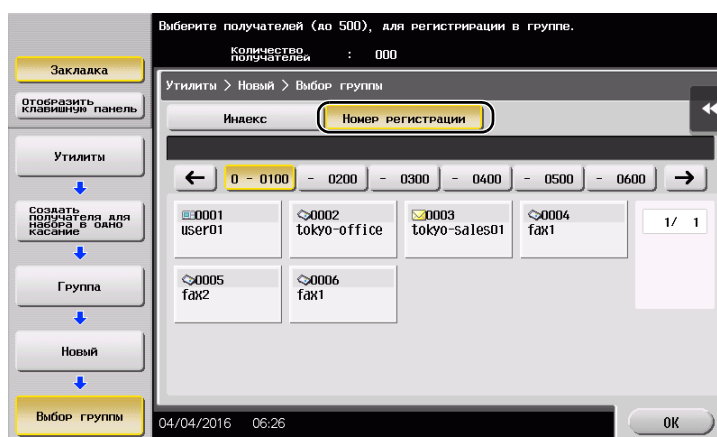 Выберите получателей (до 500), для регистрирации в группе.
Количество
получателей : 000
Закладка
Отобразить
клавишную панель
Утилиты
Создать
получателя для
набора в одно
касание
Группа
Новый
Выбор группы
Утилиты > Новый > Выбор группы
Индекс
Номер регистрации
← 0 - 0100 - 0200 - 0300 - 0400 - 0500 - 0600 →
0001
user01
0002
tokyo-office
0003
tokyo-sales01
0004
fax1
1/ 1
0005
fax2
0006
fax1
04/04/2016 06:26
OK